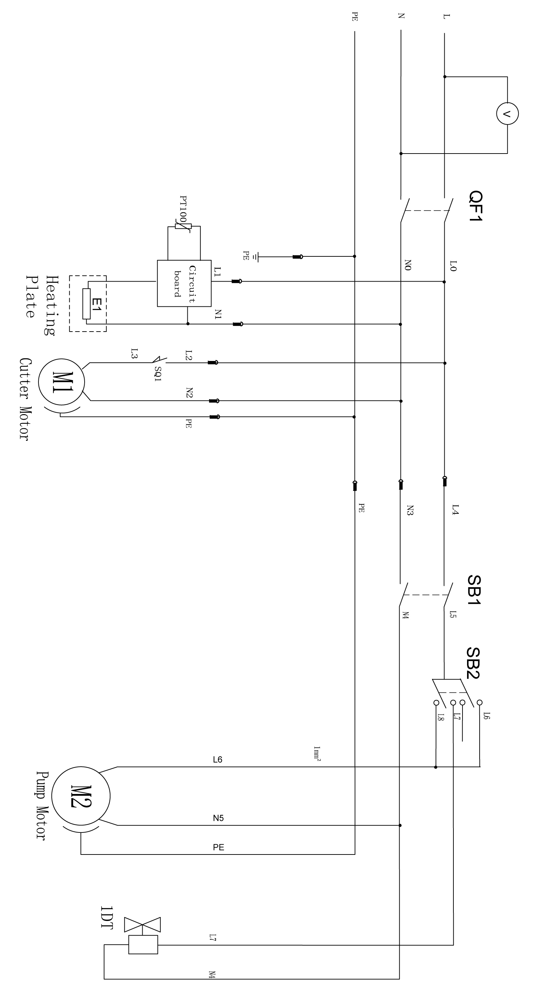 L
N
PE
V
QF1
L0
N0
PE
PT100
Circuit
board
L1
N1
E1
Heating
Plate
L2
SQ1
L3
N2
PE
M1
Cutter Motor
L4
N3
PE
SB1
L5
N4
SB2
L6
L7
L8
1mm²
L6
N5
PE
M2
Pump Motor
1DT
L7
N4